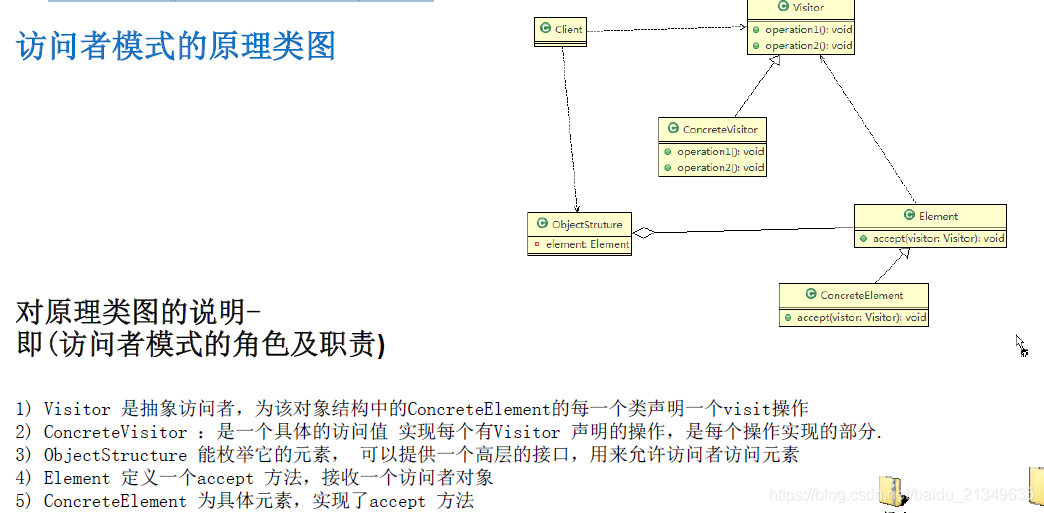 访问者模式的原理类图
Client
Visitor
operation1(): void
operation2(): void
ConcreteVisitor
operation1(): void
operation2(): void
ObjectStruture
element: Element
Element
accept(visitor: Visitor): void
ConcreteElement
accept(vistor: Visitor): void
对原理类图的说明-
即(访问者模式的角色及职责)
1) Visitor 是抽象访问者，为该对象结构中的ConcreteElement的每一个类声明一个visit操作
2) ConcreteVisitor ：是一个具体的访问值 实现每个有Visitor 声明的操作，是每个操作实现的部分.
3) ObjectStructure 能枚举它的元素， 可以提供一个高层的接口，用来允许访问者访问元素
4) Element 定义一个accept 方法，接收一个访问者对象
5) ConcreteElement 为具体元素，实现了accept 方法
https://blog.csdn.net/baidu_21349635